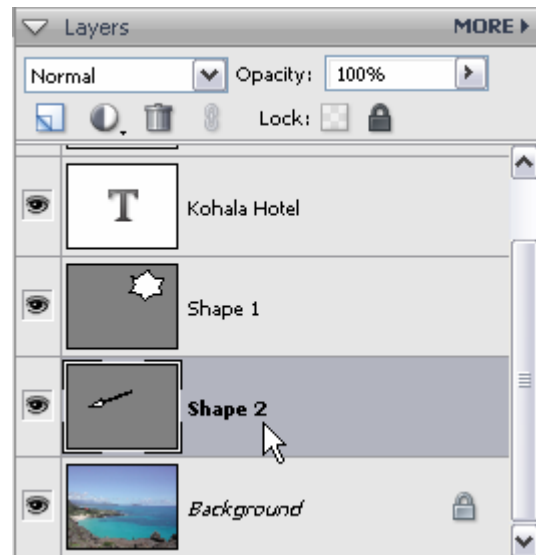 Layers MORE
Normal Opacity: 100%
Lock:
T
Kohala Hotel
Shape 1
Shape 2
Background